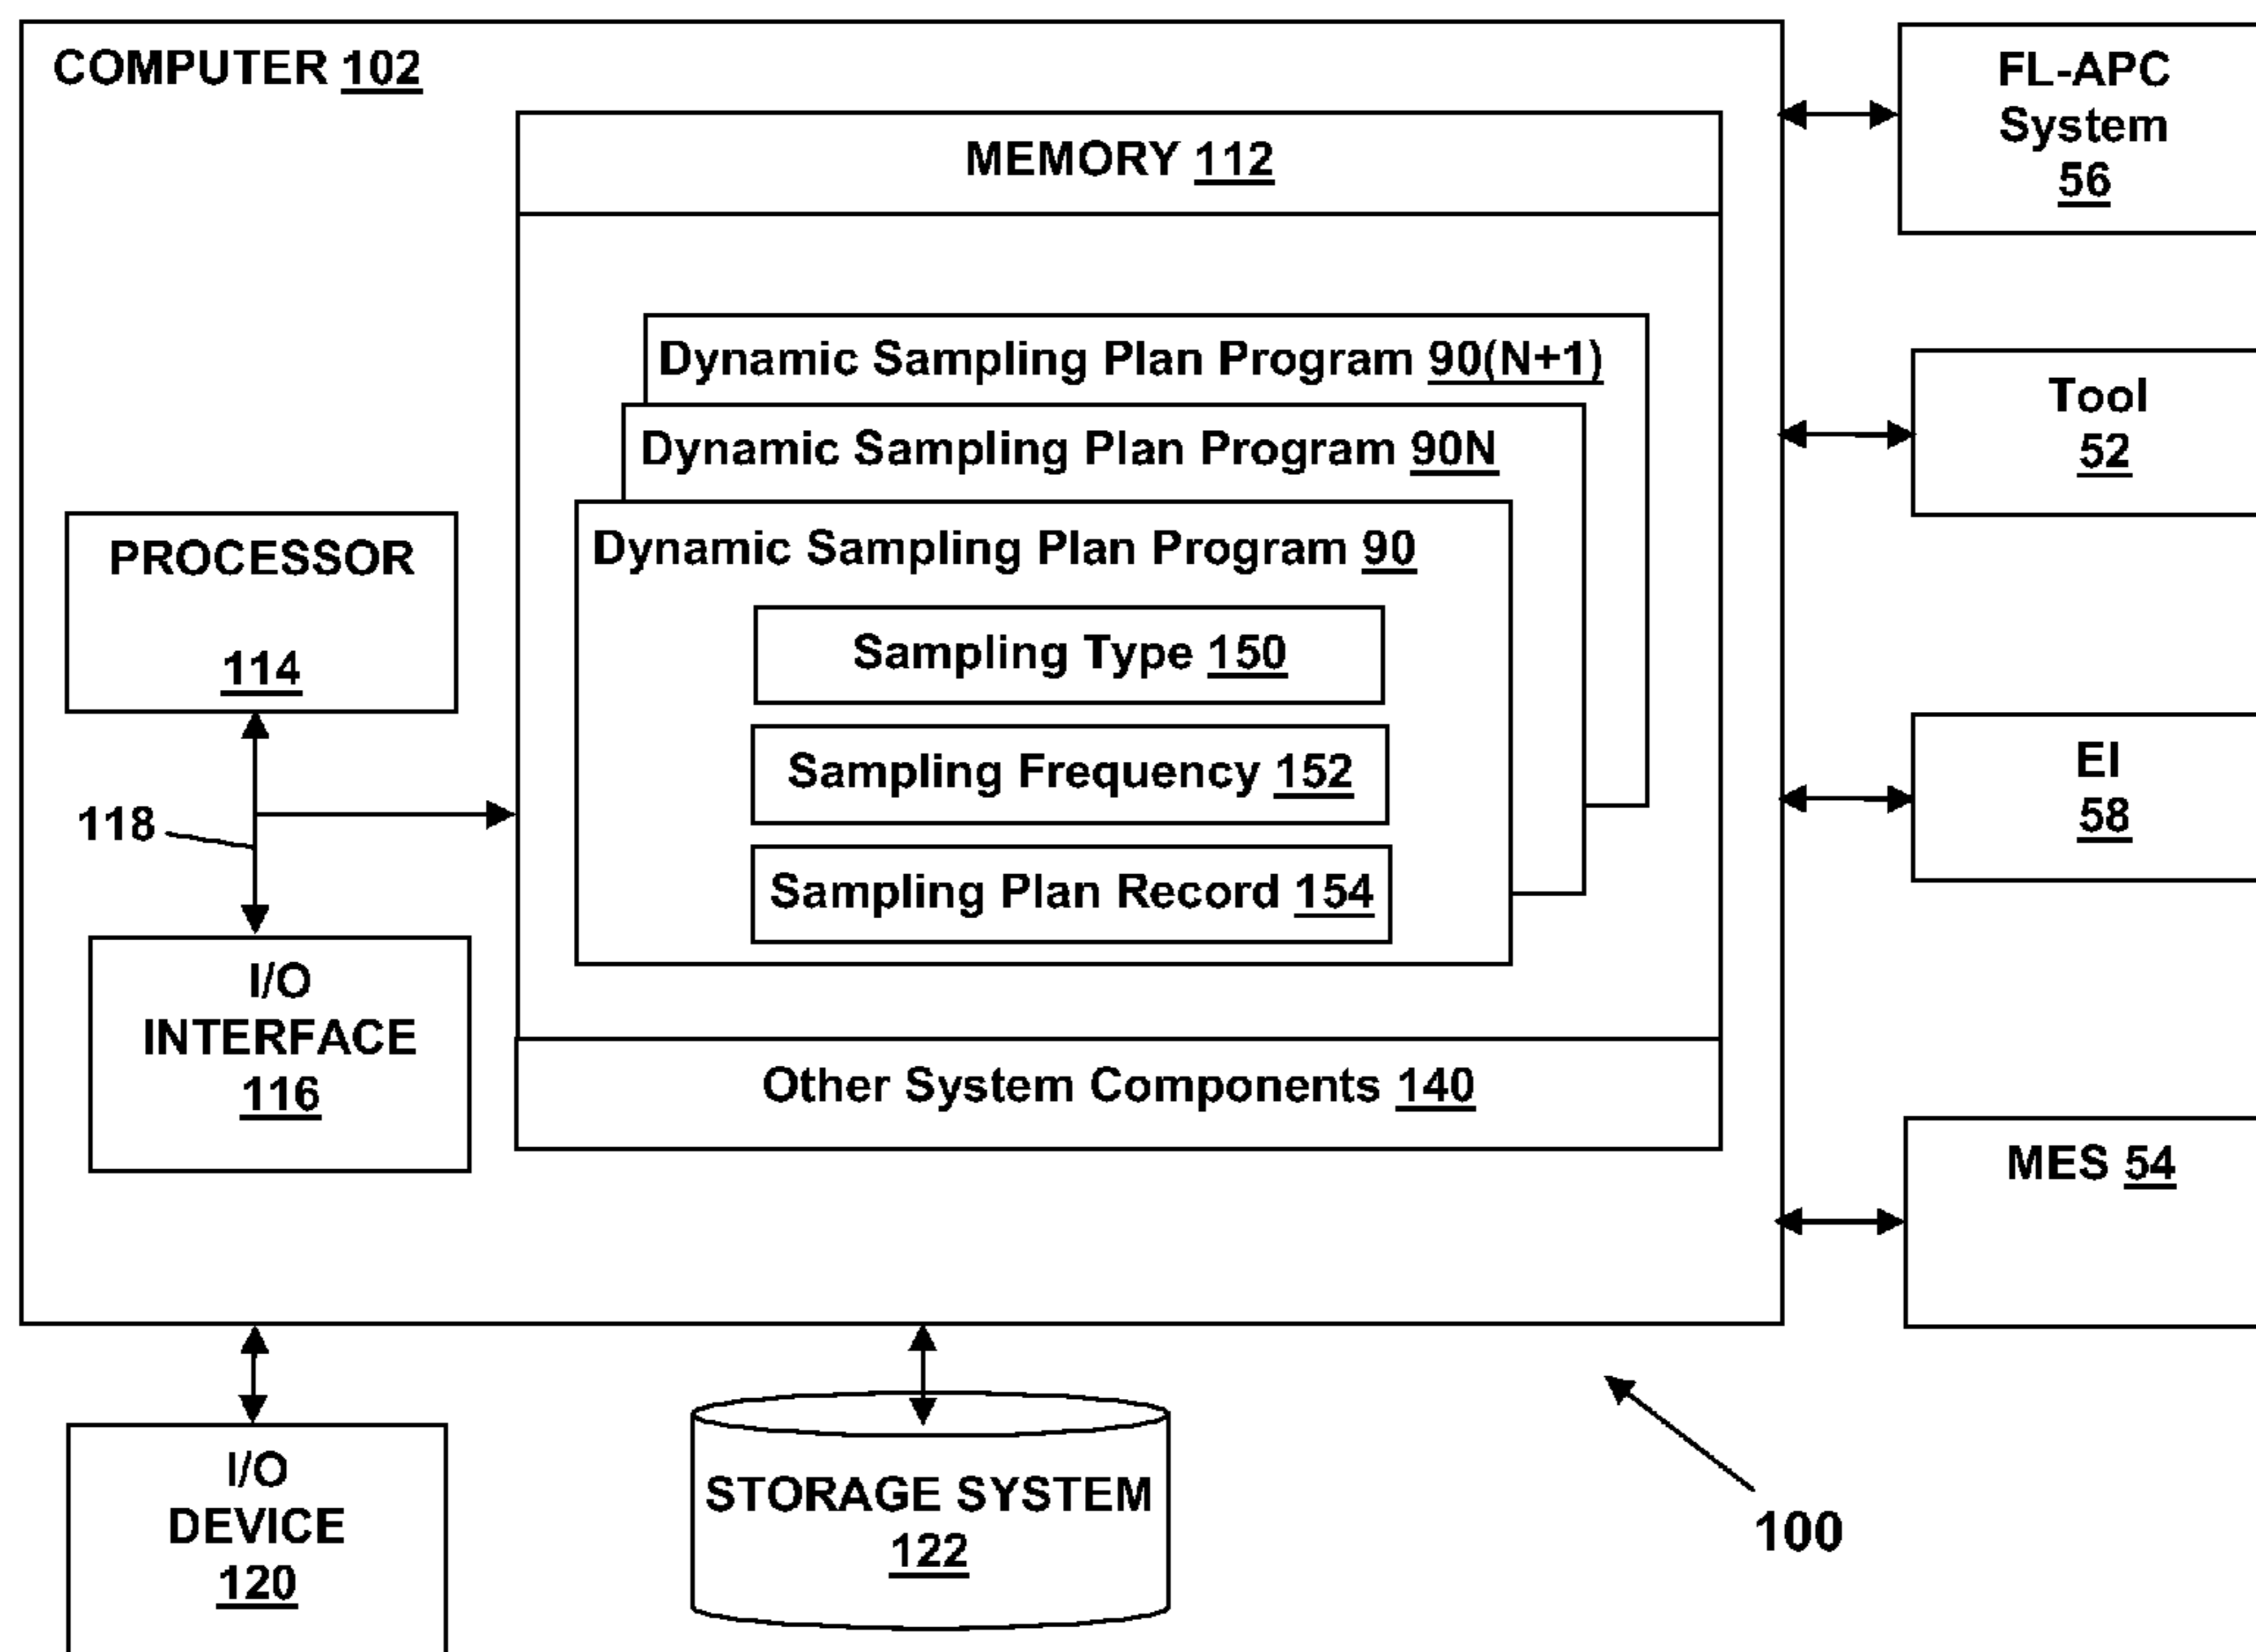 COMPUTER 102
MEMORY 112
Dynamic Sampling Plan Program 90(N+1)
Dynamic Sampling Plan Program 90N
Dynamic Sampling Plan Program 90
Sampling Type 150
Sampling Frequency 152
Sampling Plan Record 154
Other System Components 140
PROCESSOR
114
118
I/O
INTERFACE
116
FL-APC
System
56
Tool
52
EI
58
MES 54
I/O
DEVICE
120
STORAGE SYSTEM
122
100